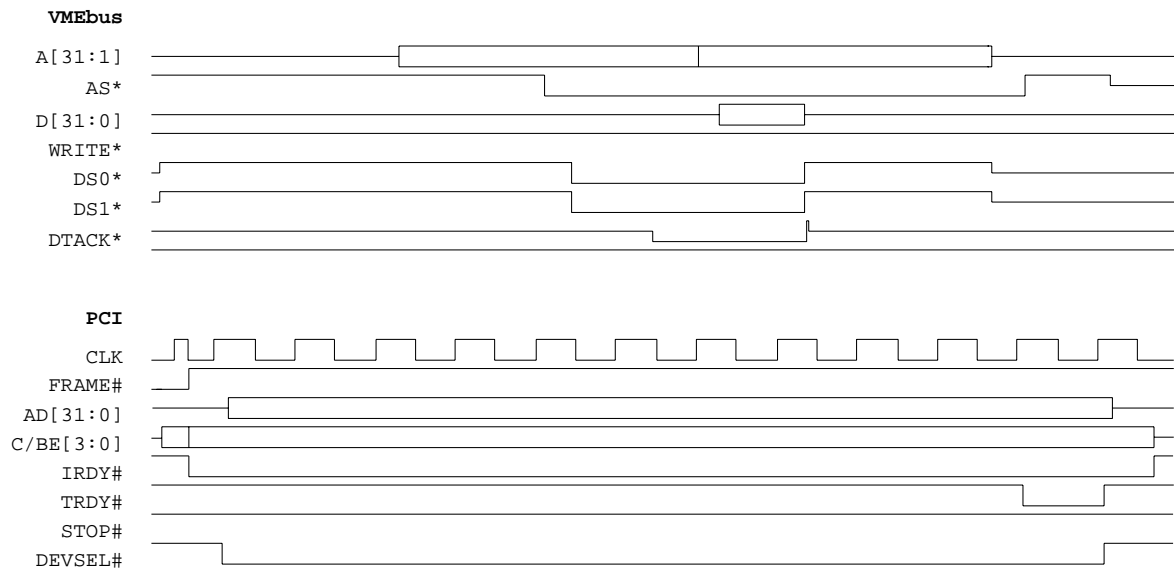 VMEbus
A[31:1]
AS*
D[31:0]
WRITE*
DS0*
DS1*
DTACK*
PCI
CLK
FRAME#
AD[31:0]
C/BE[3:0]
IRDY#
TRDY#
STOP#
DEVSEL#